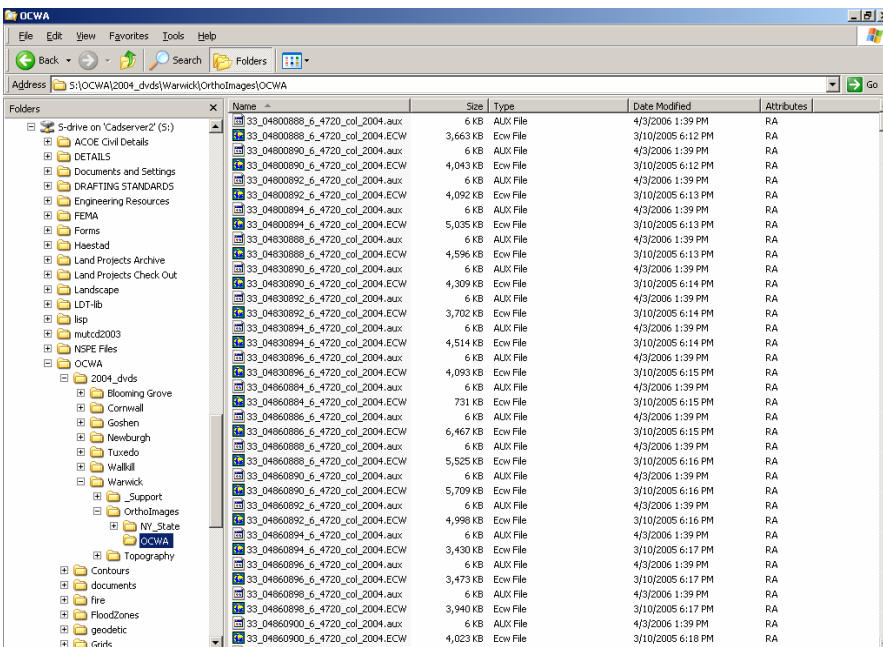 OCWA
File Edit View Favorites Tools Help
Back Search Folders
Address S:\OCWA\2004_dvds\Warwick\OrthoImages\OCWA Go
Folders
S-drive on 'Cadserver2' (S:)
ACOE Civil Details
DETAILS
Documents and Settings
DRAFTING STANDARDS
Engineering Resources
FEMA
Forms
Haestad
Land Projects Archive
Land Projects Check Out
Landscape
LDT-lib
lisp
mutcd2003
NSPE Files
OCWA
2004_dvds
Blooming Grove
Cornwall
Goshen
Newburgh
Tuxedo
Wallkill
Warwick
_Support
OrthoImages
NY_State
OCWA
Topography
Contours
documents
fire
FloodZones
geodetic
Grids
Name Size Type Date Modified Attributes
33_04800888_6_4720_col_2004.aux 6 KB AUX File 4/3/2006 1:39 PM RA
33_04800888_6_4720_col_2004.ECW 3,663 KB Ecw File 3/10/2005 6:12 PM RA
33_04800890_6_4720_col_2004.aux 6 KB AUX File 4/3/2006 1:39 PM RA
33_04800890_6_4720_col_2004.ECW 4,043 KB Ecw File 3/10/2005 6:12 PM RA
33_04800892_6_4720_col_2004.aux 6 KB AUX File 4/3/2006 1:39 PM RA
33_04800892_6_4720_col_2004.ECW 4,092 KB Ecw File 3/10/2005 6:13 PM RA
33_04800894_6_4720_col_2004.aux 6 KB AUX File 4/3/2006 1:39 PM RA
33_04800894_6_4720_col_2004.ECW 5,035 KB Ecw File 3/10/2005 6:13 PM RA
33_04830888_6_4720_col_2004.aux 6 KB AUX File 4/3/2006 1:39 PM RA
33_04830888_6_4720_col_2004.ECW 4,596 KB Ecw File 3/10/2005 6:13 PM RA
33_04830890_6_4720_col_2004.aux 6 KB AUX File 4/3/2006 1:39 PM RA
33_04830890_6_4720_col_2004.ECW 4,309 KB Ecw File 3/10/2005 6:14 PM RA
33_04830892_6_4720_col_2004.aux 6 KB AUX File 4/3/2006 1:39 PM RA
33_04830892_6_4720_col_2004.ECW 3,702 KB Ecw File 3/10/2005 6:14 PM RA
33_04830894_6_4720_col_2004.aux 6 KB AUX File 4/3/2006 1:39 PM RA
33_04830894_6_4720_col_2004.ECW 4,514 KB Ecw File 3/10/2005 6:14 PM RA
33_04830896_6_4720_col_2004.aux 6 KB AUX File 4/3/2006 1:39 PM RA
33_04830896_6_4720_col_2004.ECW 4,093 KB Ecw File 3/10/2005 6:15 PM RA
33_04860884_6_4720_col_2004.aux 6 KB AUX File 4/3/2006 1:39 PM RA
33_04860884_6_4720_col_2004.ECW 731 KB Ecw File 3/10/2005 6:15 PM RA
33_04860886_6_4720_col_2004.aux 6 KB AUX File 4/3/2006 1:39 PM RA
33_04860886_6_4720_col_2004.ECW 6,467 KB Ecw File 3/10/2005 6:15 PM RA
33_04860888_6_4720_col_2004.aux 6 KB AUX File 4/3/2006 1:39 PM RA
33_04860888_6_4720_col_2004.ECW 5,525 KB Ecw File 3/10/2005 6:16 PM RA
33_04860890_6_4720_col_2004.aux 6 KB AUX File 4/3/2006 1:39 PM RA
33_04860890_6_4720_col_2004.ECW 5,709 KB Ecw File 3/10/2005 6:16 PM RA
33_04860892_6_4720_col_2004.aux 6 KB AUX File 4/3/2006 1:39 PM RA
33_04860892_6_4720_col_2004.ECW 4,998 KB Ecw File 3/10/2005 6:16 PM RA
33_04860894_6_4720_col_2004.aux 6 KB AUX File 4/3/2006 1:39 PM RA
33_04860894_6_4720_col_2004.ECW 3,430 KB Ecw File 3/10/2005 6:17 PM RA
33_04860896_6_4720_col_2004.aux 6 KB AUX File 4/3/2006 1:39 PM RA
33_04860896_6_4720_col_2004.ECW 3,473 KB Ecw File 3/10/2005 6:17 PM RA
33_04860898_6_4720_col_2004.aux 6 KB AUX File 4/3/2006 1:39 PM RA
33_04860898_6_4720_col_2004.ECW 3,940 KB Ecw File 3/10/2005 6:17 PM RA
33_04860900_6_4720_col_2004.aux 6 KB AUX File 4/3/2006 1:39 PM RA
33_04860900_6_4720_col_2004.ECW 4,023 KB Ecw File 3/10/2005 6:18 PM RA